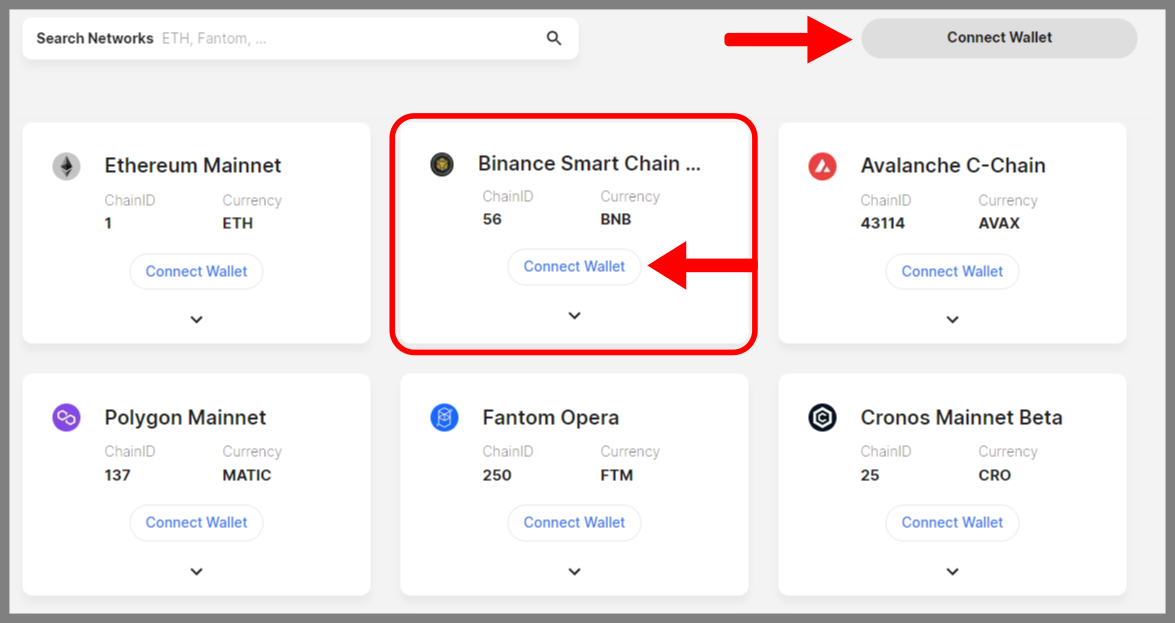 Search Networks ETH, Fantom, ...
Connect Wallet
Ethereum Mainnet
ChainID Currency
1 ETH
Connect Wallet
Binance Smart Chain ...
ChainID Currency
56 BNB
Connect Wallet
Avalanche C-Chain
ChainID Currency
43114 AVAX
Connect Wallet
Polygon Mainnet
ChainID Currency
137 MATIC
Connect Wallet
Fantom Opera
ChainID Currency
250 FTM
Connect Wallet
Cronos Mainnet Beta
ChainID Currency
25 CRO
Connect Wallet